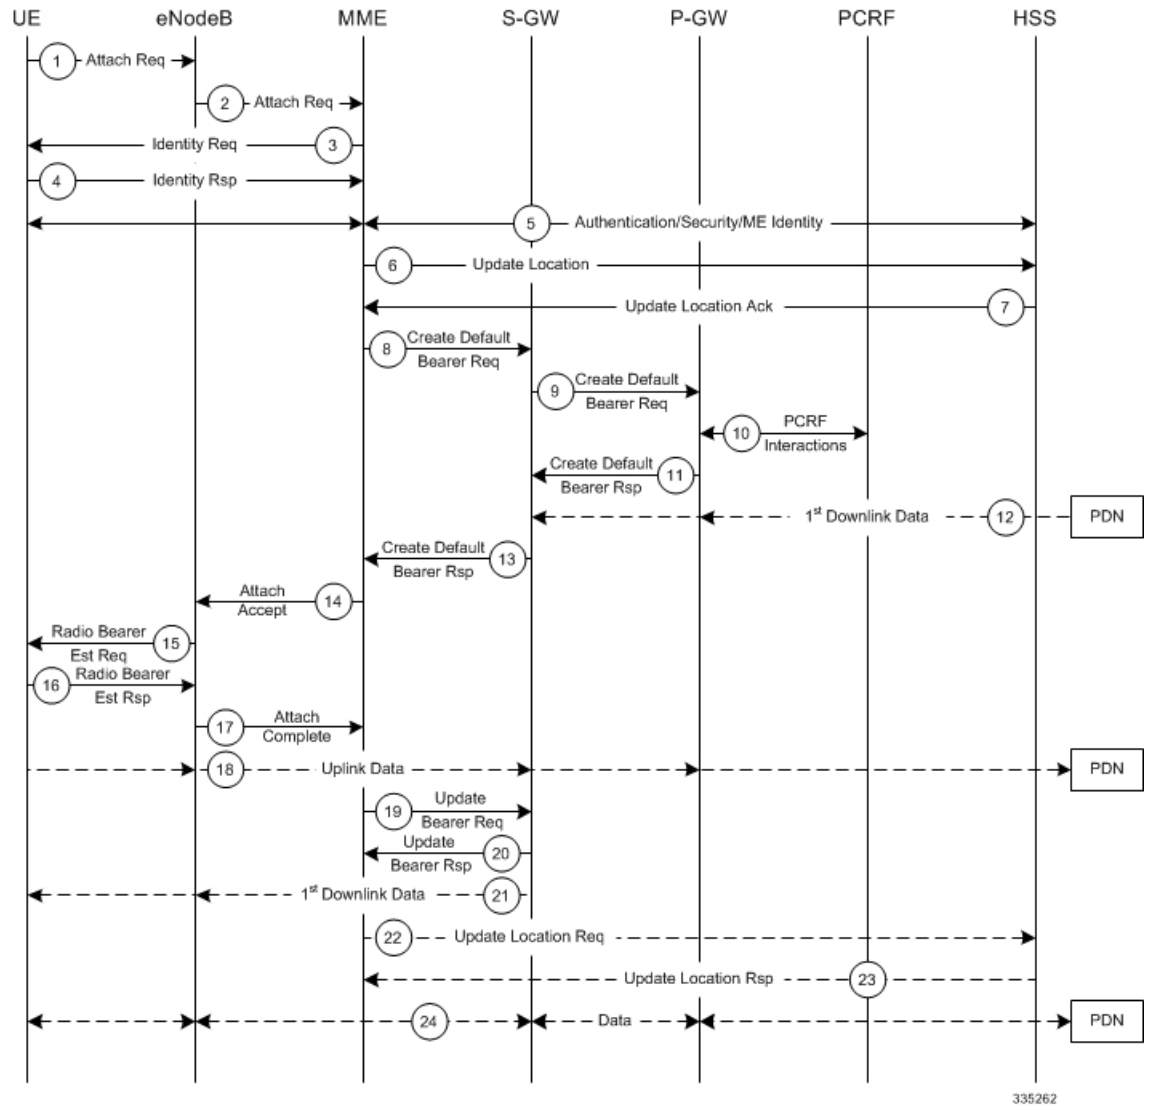 UE eNodeB MME S-GW P-GW PCRF HSS
1 Attach Req
2 Attach Req
Identity Req 3
4 Identity Rsp
5 Authentication/Security/ME Identity
6 Update Location
Update Location Ack 7
8 Create Default
Bearer Req
9 Create Default
Bearer Req
10 PCRF
Interactions
Create Default 11
Bearer Rsp
1st Downlink Data 12 PDN
Create Default 13
Bearer Rsp
Attach 14
Accept
Radio Bearer 15
Est Req
16 Radio Bearer
Est Rsp
17 Attach
Complete
18 Uplink Data PDN
19 Update
Bearer Req
Update 20
Bearer Rsp
1st Downlink Data 21
22 Update Location Req
Update Location Rsp 23
24 Data PDN
335262